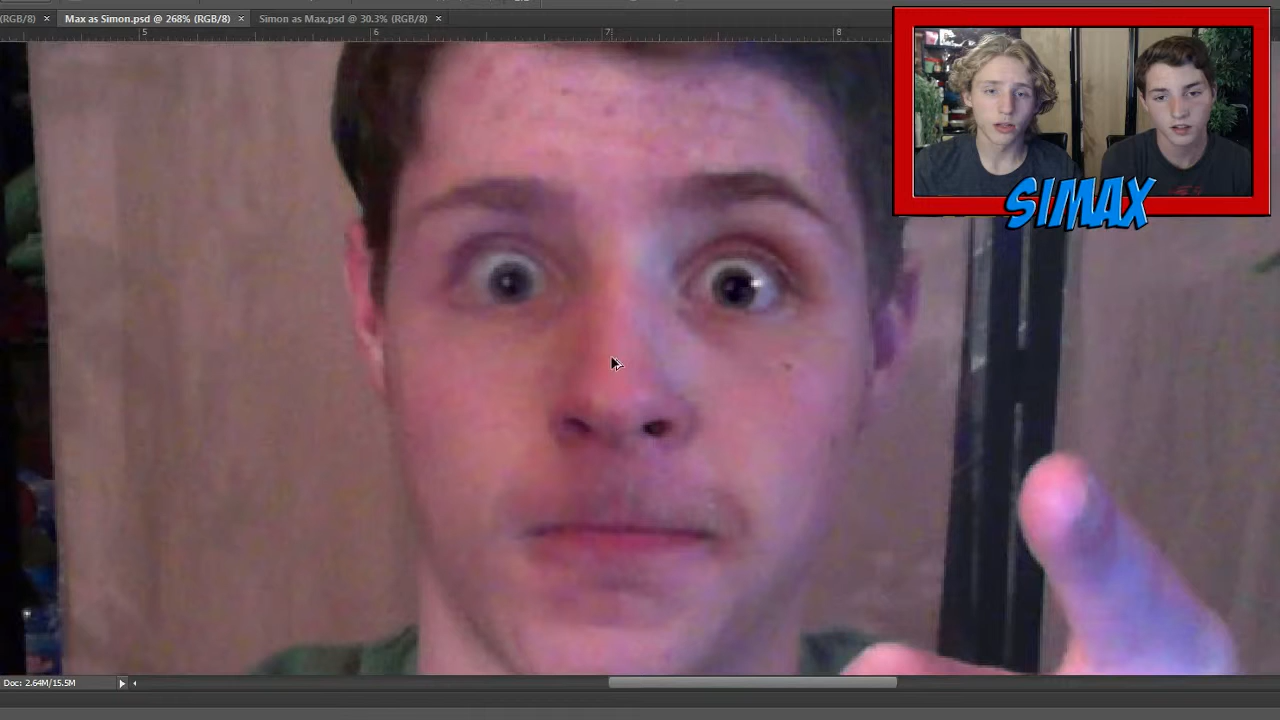 (RGB/8) × Max as Simon.psd @ 268% (RGB/8) × Simon as Max.psd @ 30.3% (RGB/8) ×
5 6 7 8
SIMAX
Doc: 2.64M/15.5M